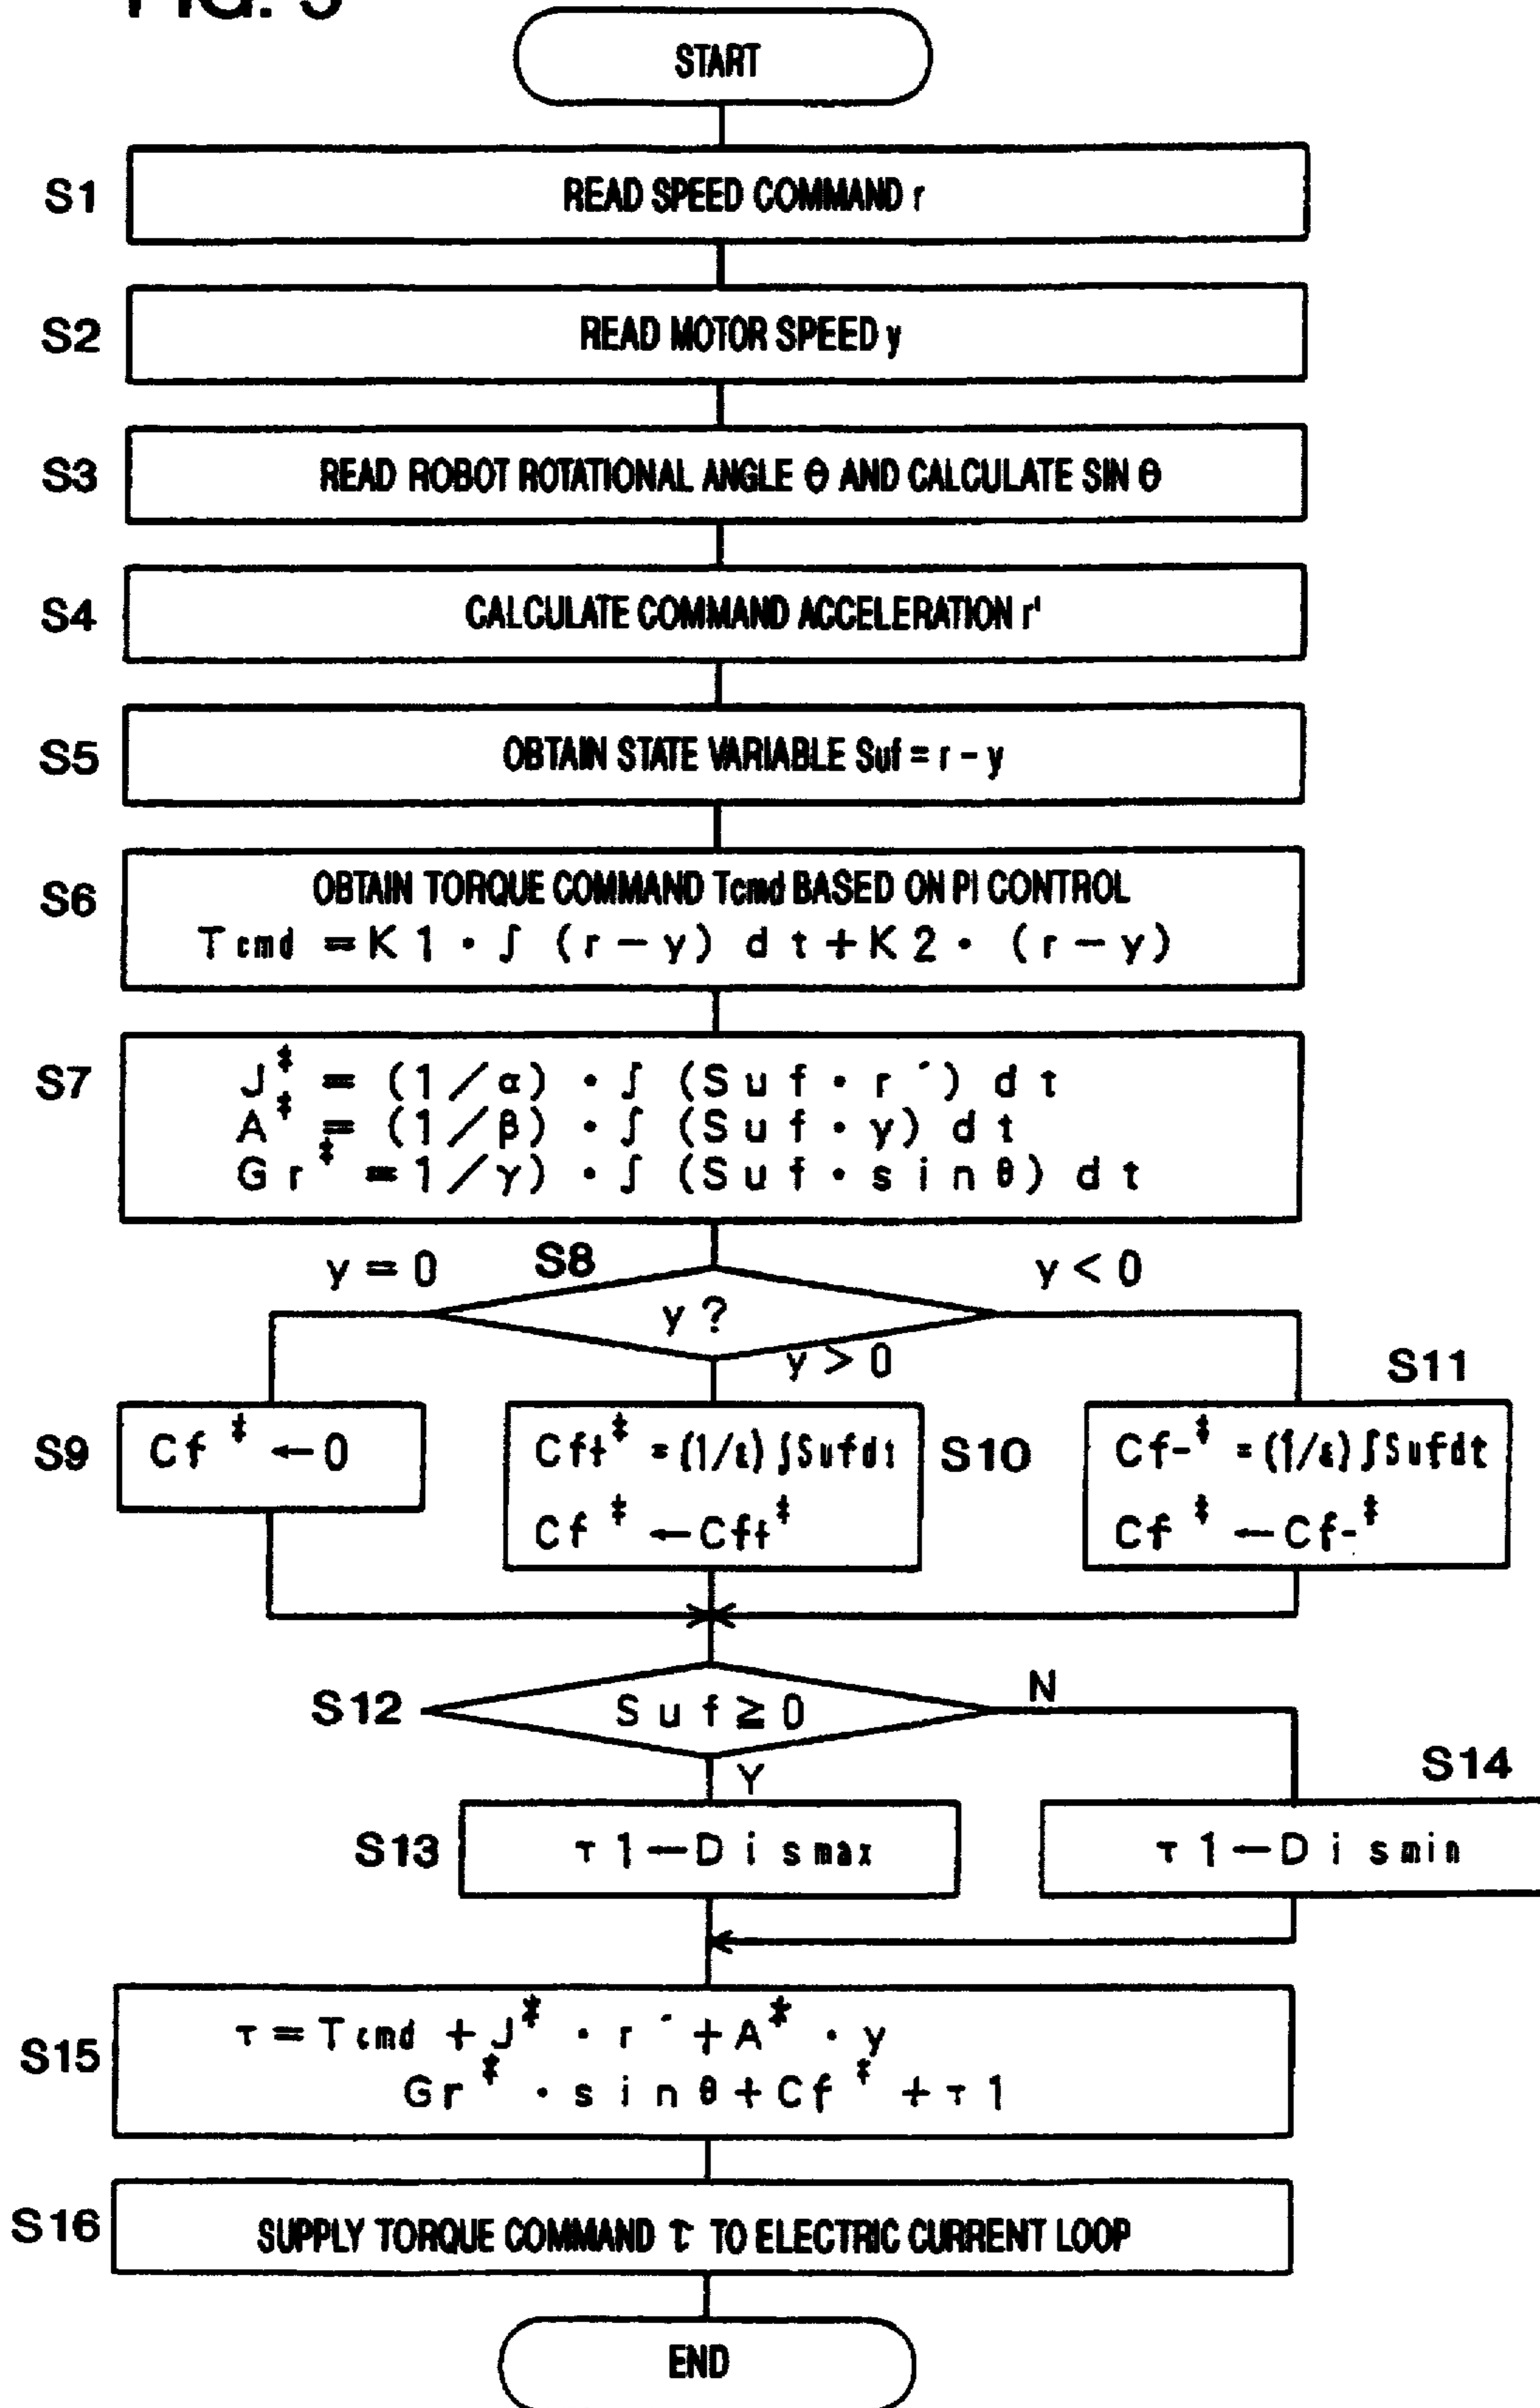 FIG. 3
START
S1
READ SPEED COMMAND r
S2
READ MOTOR SPEED y
S3
READ ROBOT ROTATIONAL ANGLE θ AND CALCULATE SIN θ
S4
CALCULATE COMMAND ACCELERATION r'
S5
OBTAIN STATE VARIABLE Suf = r - y
S6
OBTAIN TORQUE COMMAND Tcmd BASED ON PI CONTROL
Tcmd = K1・∫(r-y)dt+K2・(r-y)
S7
J* = (1/α)・∫(Suf・r´)dt
A* = (1/β)・∫(Suf・y)dt
Gr* =1/γ)・∫(Suf・sinθ)dt
y = 0
S8
y < 0
y ?
y > 0
S11
S9
Cf* ←0
Cf+* =(1/ε)∫Sufdt
Cf* ←Cf+*
S10
Cf-* =(1/ε)∫Sufdt
Cf* ←Cf-*
S12
Suf≧0
N
Y
S14
S13
τ1←Dismax
τ1←Dismin
S15
τ=Tcmd +J*・r´+A*・y
Gr*・sinθ+Cf*+τ1
S16
SUPPLY TORQUE COMMAND τ TO ELECTRIC CURRENT LOOP
END